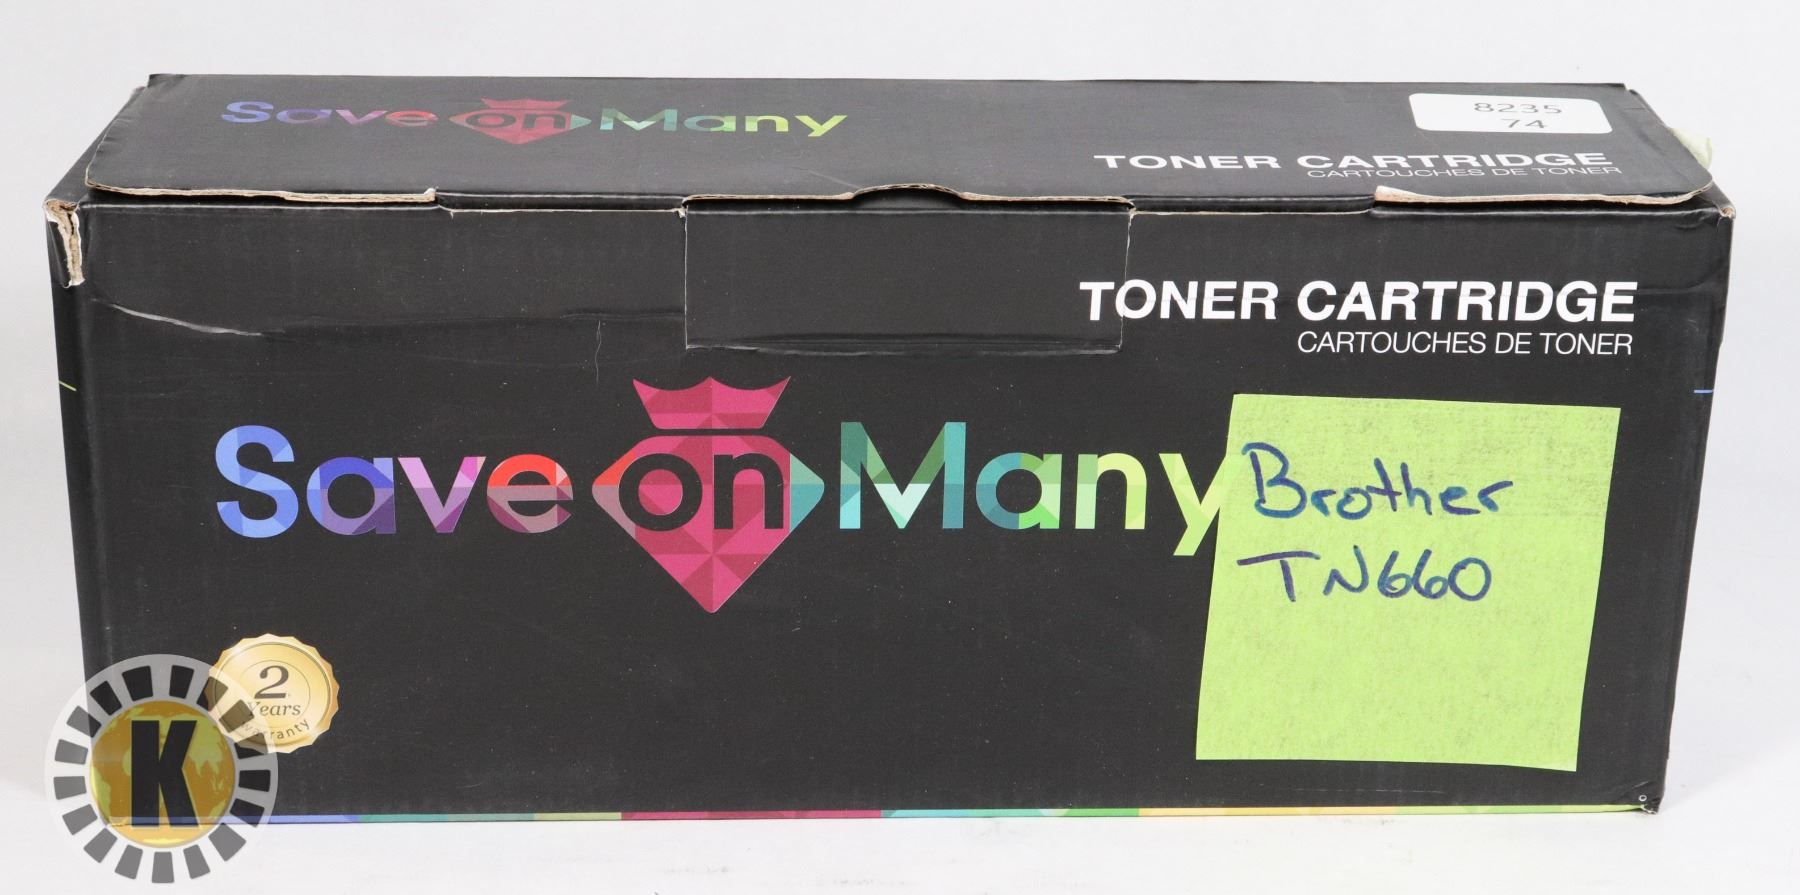 Save on Many
8235
74
TONER CARTRIDGE
CARTOUCHES DE TONER
TONER CARTRIDGE
CARTOUCHES DE TONER
Save on Many
Brother
TN660
2
Years
Warranty
K